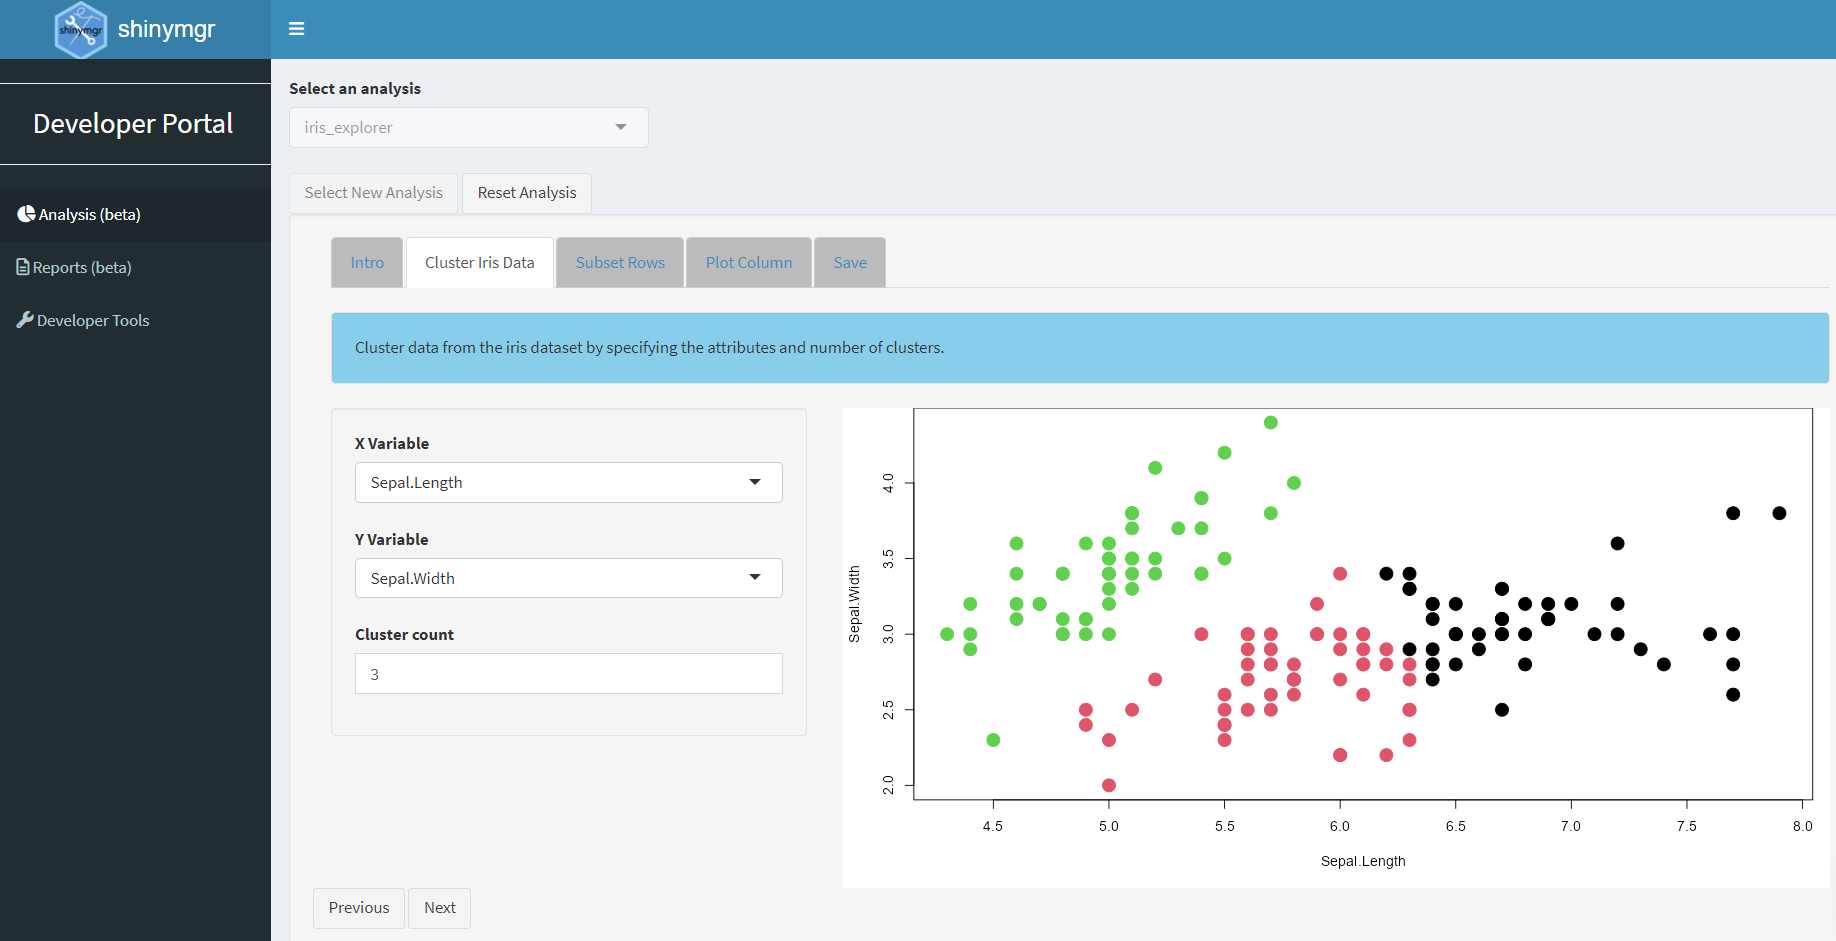 shinymgr
shinymgr
Developer Portal
Analysis (beta)
Reports (beta)
Developer Tools
Select an analysis
iris_explorer
Select New Analysis
Reset Analysis
Intro
Cluster Iris Data
Subset Rows
Plot Column
Save
Cluster data from the iris dataset by specifying the attributes and number of clusters.
X Variable
Sepal.Length
Y Variable
Sepal.Width
Cluster count
3
Sepal.Width
4.0
3.5
3.0
2.5
2.0
4.5 5.0 5.5 6.0 6.5 7.0 7.5 8.0
Sepal.Length
Previous
Next